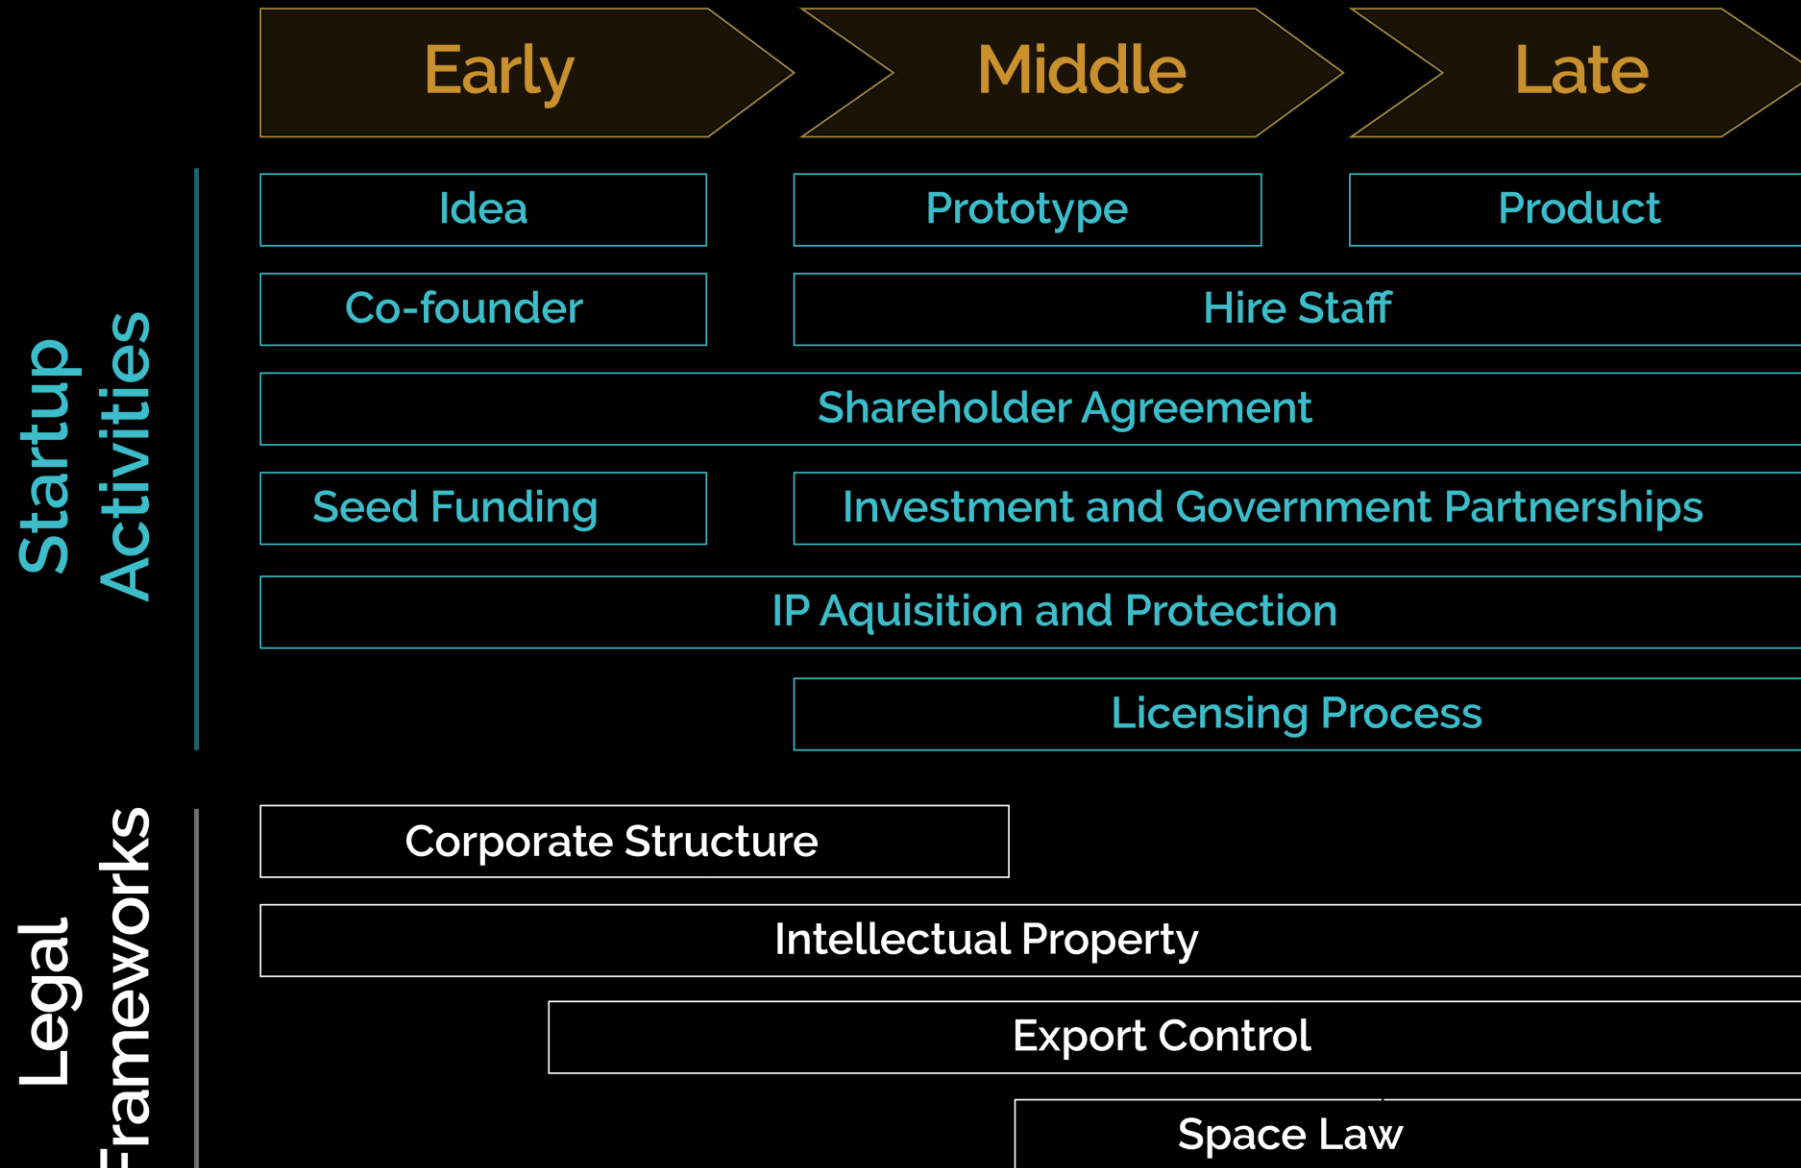 Early
Middle
Late
Startup
Activities
Idea
Prototype
Product
Co-founder
Hire Staff
Shareholder Agreement
Seed Funding
Investment and Government Partnerships
IP Aquisition and Protection
Licensing Process
Legal
Frameworks
Corporate Structure
Intellectual Property
Export Control
Space Law